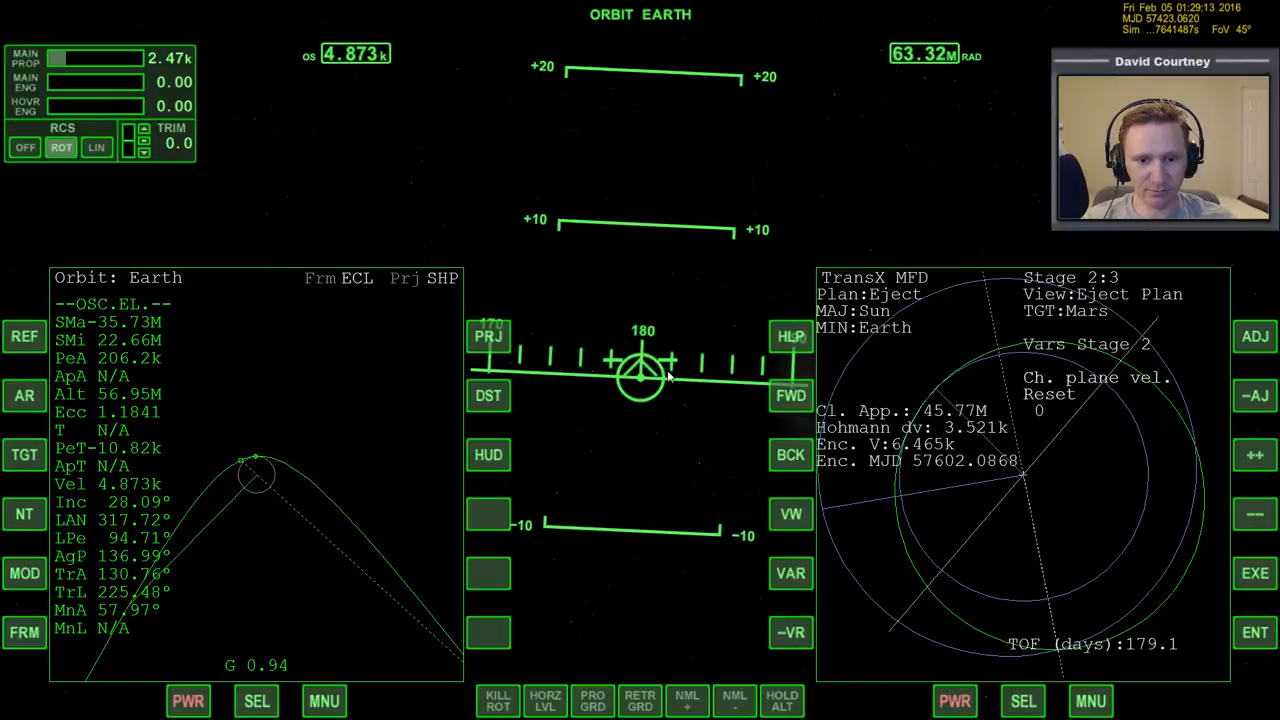 ORBIT EARTH
Fri Feb 05 01:29:13 2016
MJD 57423.0620
Sim ...7641487s FoV 45°
MAIN PROP 2.47k
MAIN ENG 0.00
HOVR ENG 0.00
RCS
TRIM
0.0
OFF ROT LIN
OS 4.873k
63.32M RAD
David Courtney
+20 +20
+10 +10
180
170
-10 -10
Orbit: Earth Frm ECL Prj SHP
--OSC.EL.--
SMa-35.73M
SMi 22.66M
PeA 206.2k
ApA N/A
Alt 56.95M
Ecc 1.1841
T N/A
PeT-10.82k
ApT N/A
Vel 4.873k
Inc 28.09°
LAN 317.72°
LPe 94.71°
AgP 136.99°
TrA 130.76°
TrL 225.48°
MnA 57.97°
MnL N/A
G 0.94
REF
AR
TGT
NT
MOD
FRM
PRJ
DST
HUD
PWR SEL MNU
TransX MFD Stage 2:3
Plan:Eject View:Eject Plan
MAJ:Sun TGT:Mars
MIN:Earth
Vars Stage 2
Ch. plane vel.
Reset
0
Cl. App.: 45.77M
Hohmann dv: 3.521k
Enc. V:6.465k
Enc. MJD 57602.0868
TOF (days):179.1
HLP
FWD
BCK
VW
VAR
-VR
ADJ
-AJ
++
--
EXE
ENT
PWR SEL MNU
KILL ROT
HORZ LVL
PRO GRD
RETR GRD
NML +
NML -
HOLD ALT